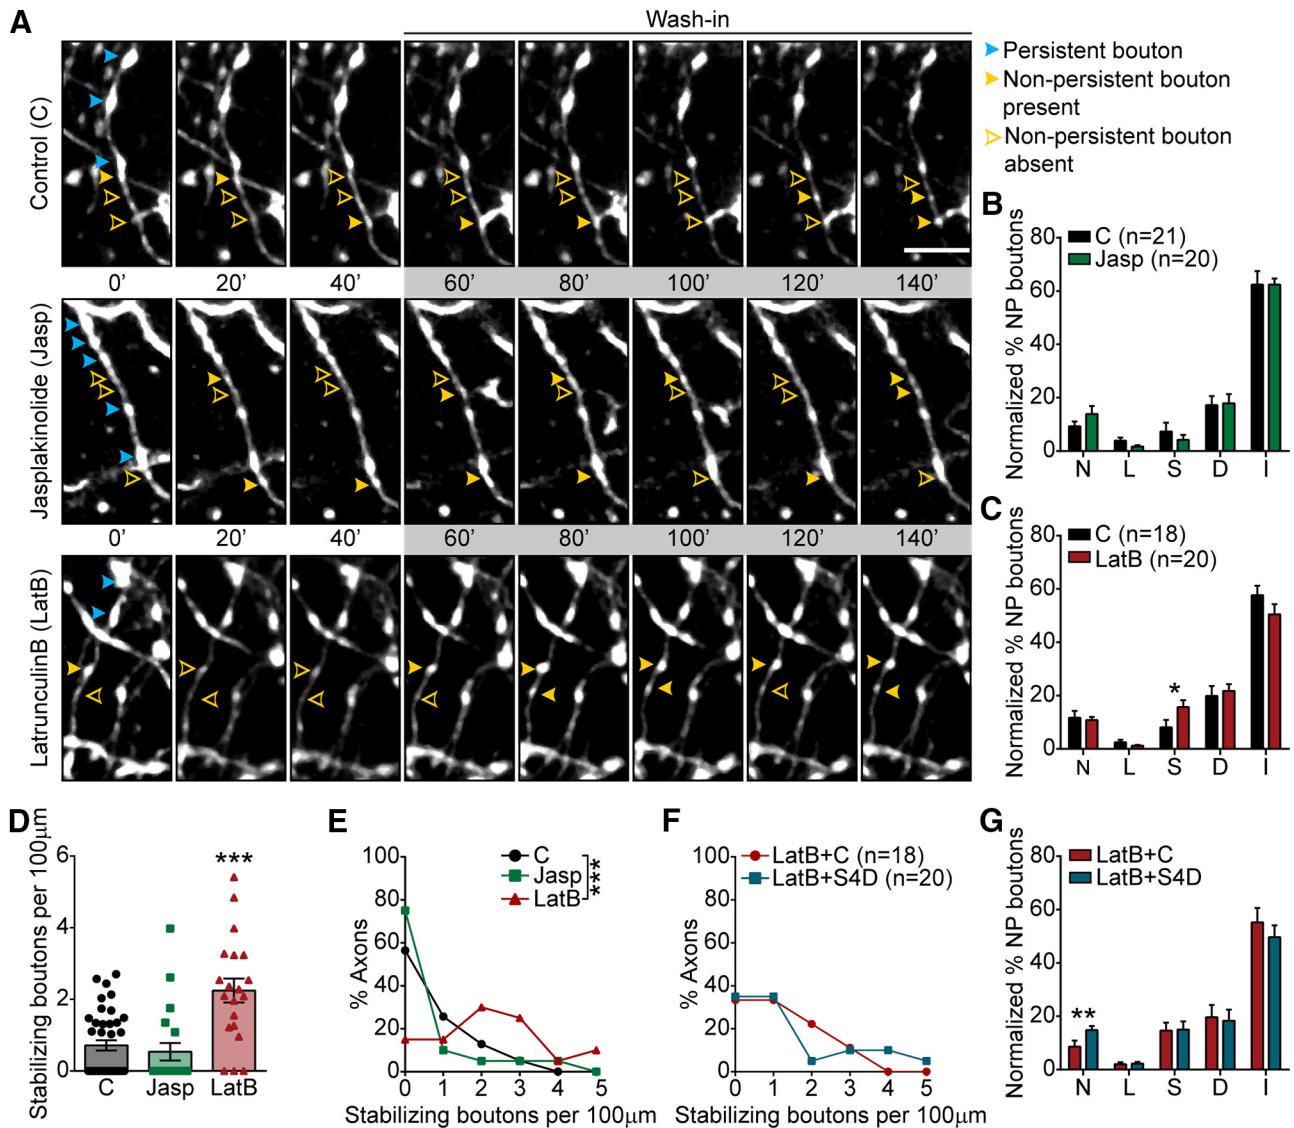 A
Wash-in
Control (C)
Persistent bouton
Non-persistent bouton
present
Non-persistent bouton
absent
0' 20' 40' 60' 80' 100' 120' 140'
Jasplakinolide (Jasp)
0' 20' 40' 60' 80' 100' 120' 140'
LatrunculinB (LatB)
B
Normalized % NP boutons
80
60
40
20
0
C (n=21)
Jasp (n=20)
N L S D I
C
Normalized % NP boutons
80
60
40
20
0
C (n=18)
LatB (n=20)
*
N L S D I
D
Stabilizing boutons per 100µm
6
4
2
0
***
C Jasp LatB
E
% Axons
100
80
60
40
20
0
C
Jasp
LatB
***
0 1 2 3 4 5
Stabilizing boutons per 100µm
F
% Axons
100
80
60
40
20
0
LatB+C (n=18)
LatB+S4D (n=20)
0 1 2 3 4 5
Stabilizing boutons per 100µm
G
Normalized % NP boutons
80
60
40
20
0
LatB+C
LatB+S4D
**
N L S D I